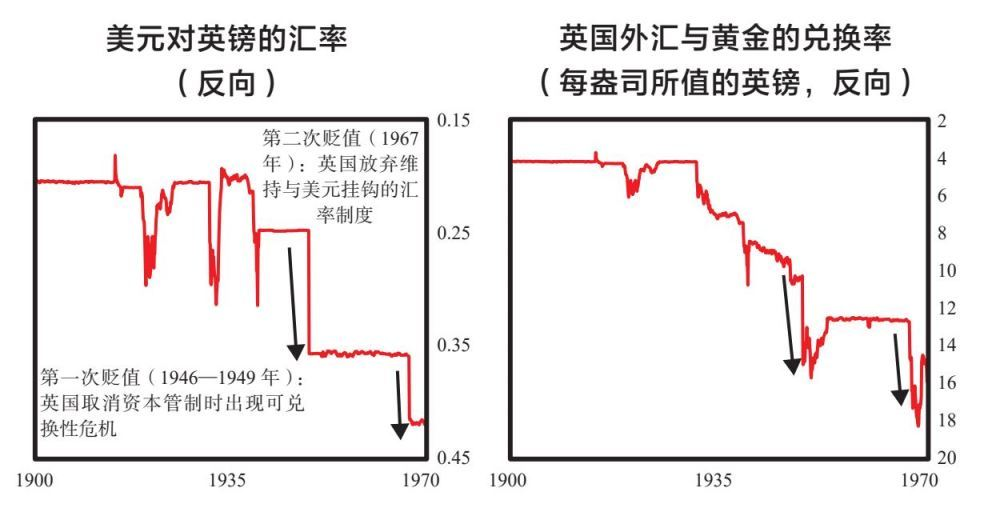 美元对英镑的汇率
（反向）
0.15
第二次贬值（1967
年）：英国放弃维
持与美元挂钩的汇
率制度
0.25
0.35
第一次贬值（1946—1949 年）：
英国取消资本管制时出现可兑
换性危机
0.45
1900
1935
1970
英国外汇与黄金的兑换率
（每盎司所值的英镑，反向）
2
4
6
8
10
12
14
16
18
20
1900
1935
1970